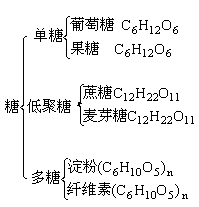 糖
单糖
葡萄糖 C₆H₁₂O₆
果糖 C₆H₁₂O₆
低聚糖
蔗糖C₁₂H₂₂O₁₁
麦芽糖C₁₂H₂₂O₁₁
多糖
淀粉(C₆H₁₀O₅)ₙ
纤维素(C₆H₁₀O₅)ₙ